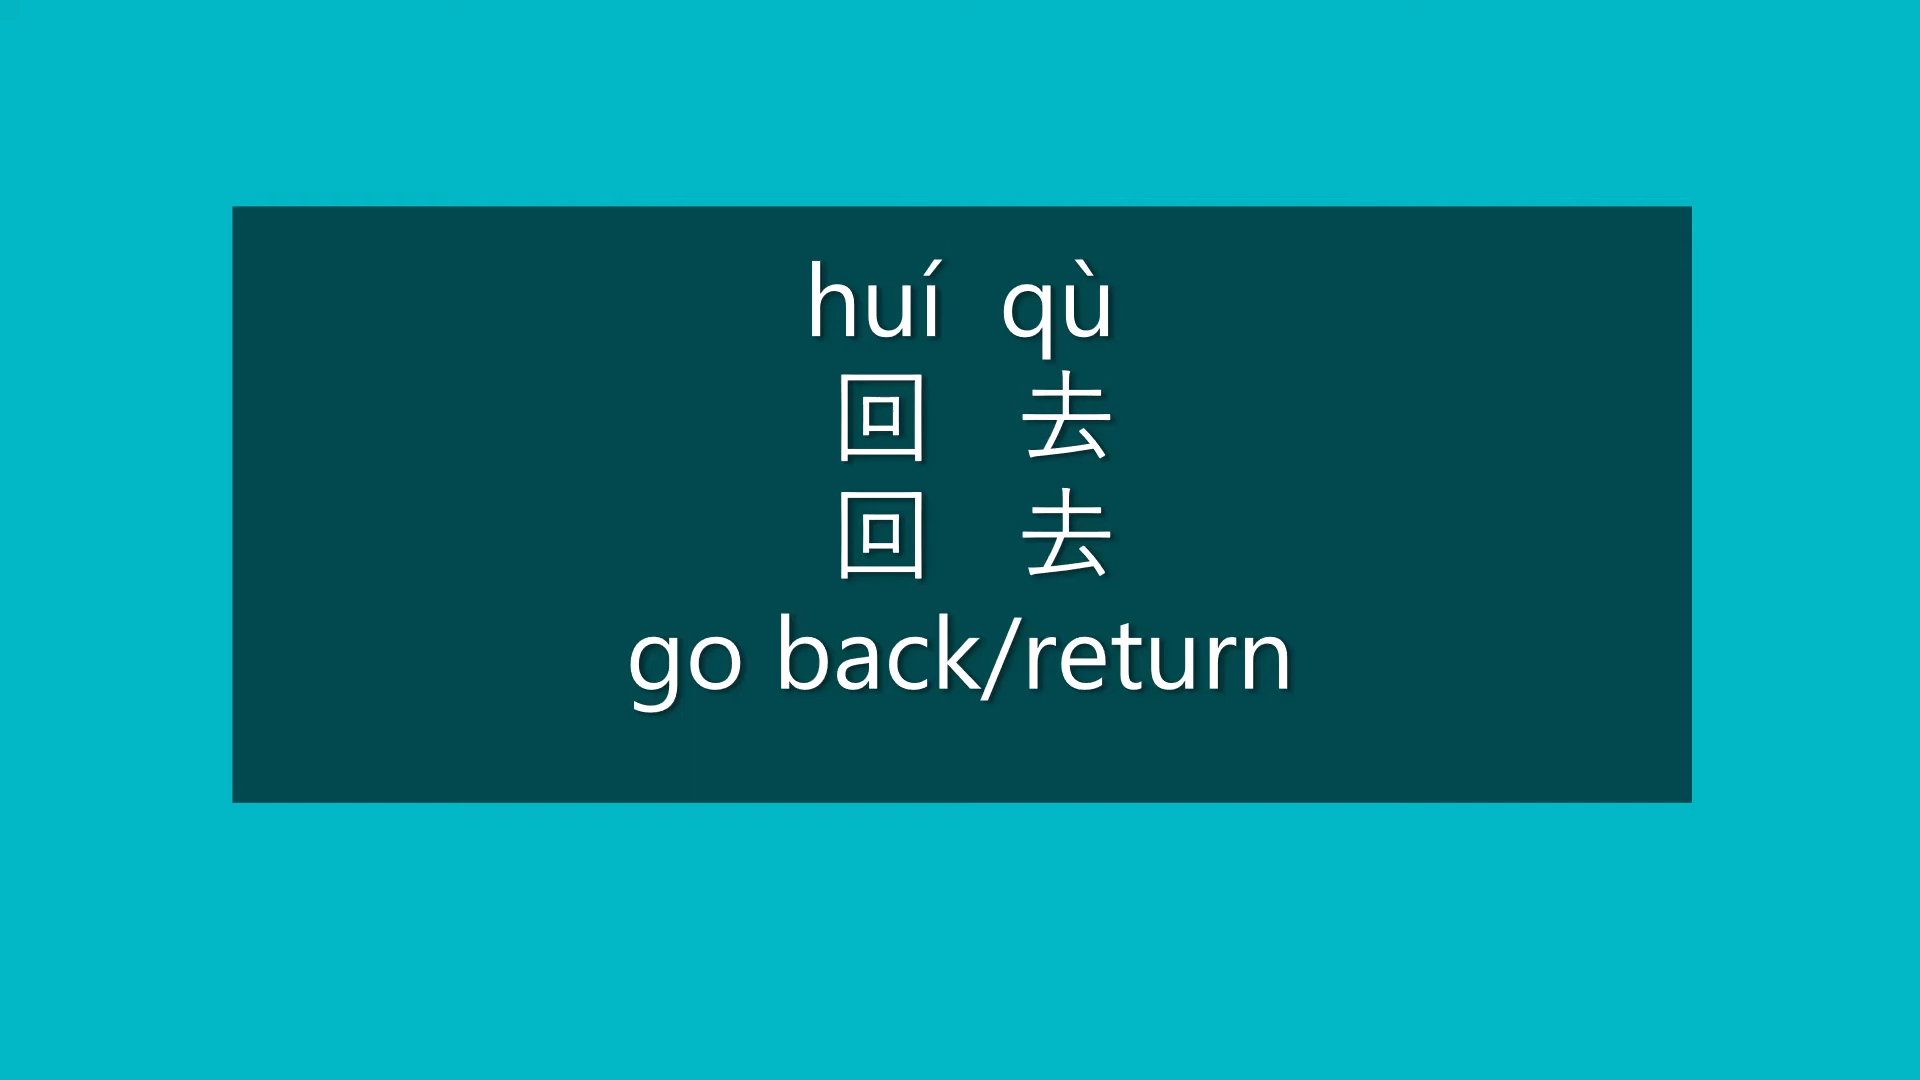 huí qù
回 去
回 去
go back/return